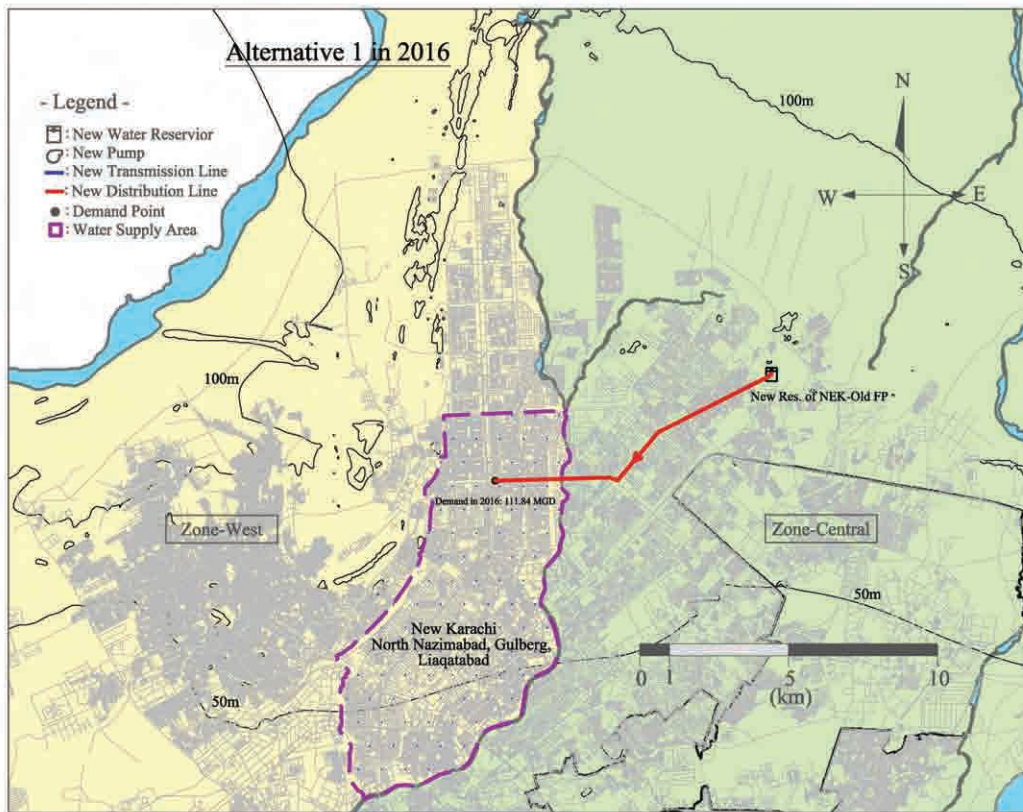 Alternative 1 in 2016
- Legend -
: New Water Reservior
: New Pump
: New Transmission Line
: New Distribution Line
: Demand Point
: Water Supply Area
N
W
E
S
100m
100m
New Res. of NEK-Old FP
Demand in 2016: 111.84 MGD
Zone-West
Zone-Central
50m
New Karachi
North Nazimabad, Gulberg,
Liaqatabad
50m
0 1 5 10
(km)